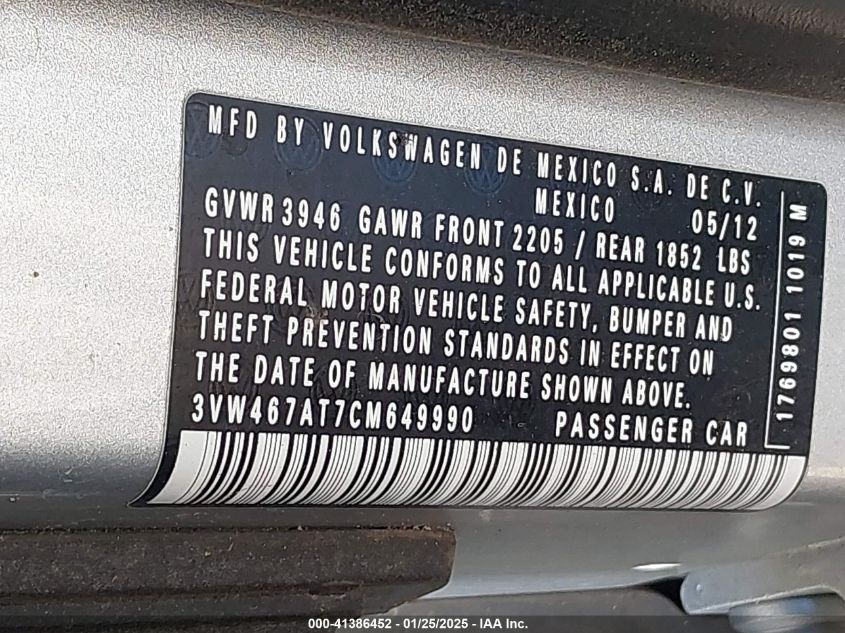 MFD BY VOLKSWAGEN DE MEXICO S.A. DE C.V.
MEXICO 05/12
GVWR 3946 GAWR FRONT 2205 / REAR 1852 LBS
THIS VEHICLE CONFORMS TO ALL APPLICABLE U.S.
FEDERAL MOTOR VEHICLE SAFETY, BUMPER AND
THEFT PREVENTION STANDARDS IN EFFECT ON
THE DATE OF MANUFACTURE SHOWN ABOVE.
3VW467AT7CM649990 PASSENGER CAR
1769801 1019 M
000-41386452 - 01/25/2025 - IAA Inc.